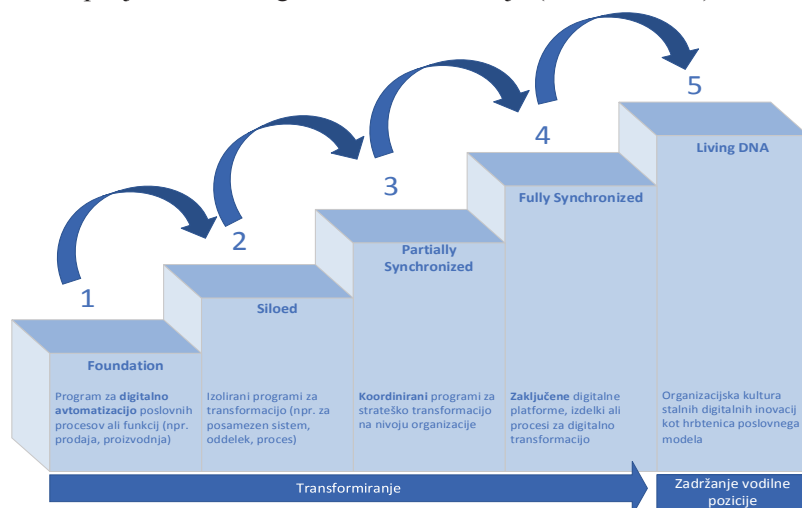 1
2
3
4
5
Foundation
Program za digitalno
avtomatizacijo poslovnih
procesov ali funkcij (npr.
prodaja, proizvodnja)
Siloed
Izolirani programi za
transformacijo (npr. za
posamezen sistem,
oddelek, proces)
Partially
Synchronized
Koordinirani programi za
strateško transformacijo
na nivoju organizacije
Fully Synchronized
Zaključene digitalne
platforme, izdelki ali
procesi za digitalno
transformacijo
Living DNA
Organizacijska kultura
stalnih digitalnih inovacij
kot hrbtenica poslovnega
modela
Transformiranje
Zadržanje vodilne
pozicije